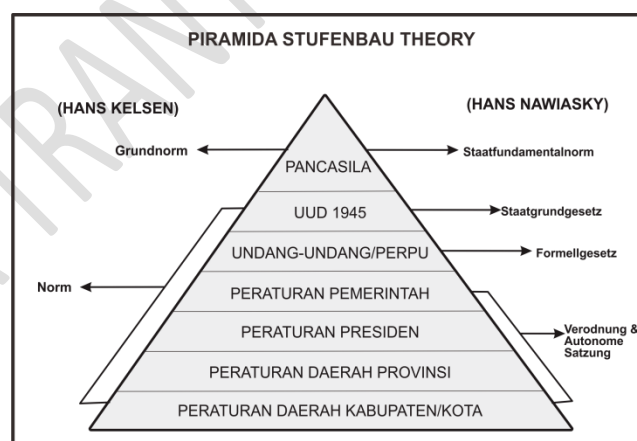 PIRAMIDA STUFENBAU THEORY
(HANS KELSEN)
(HANS NAWIASKY)
Grundnorm
Staatfundamentalnorm
PANCASILA
UUD 1945
Staatgrundgesetz
UNDANG-UNDANG/PERPU
Formellgesetz
Norm
PERATURAN PEMERINTAH
PERATURAN PRESIDEN
Verodnung &
Autonome
Satzung
PERATURAN DAERAH PROVINSI
PERATURAN DAERAH KABUPATEN/KOTA